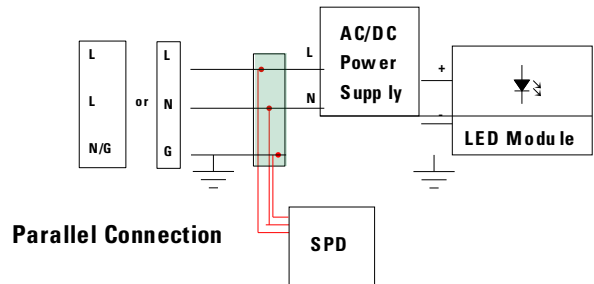 L
L
N/G
or
L
N
G
L
N
AC/DC
Power
Supply
+
-
LED Module
Parallel Connection
SPD